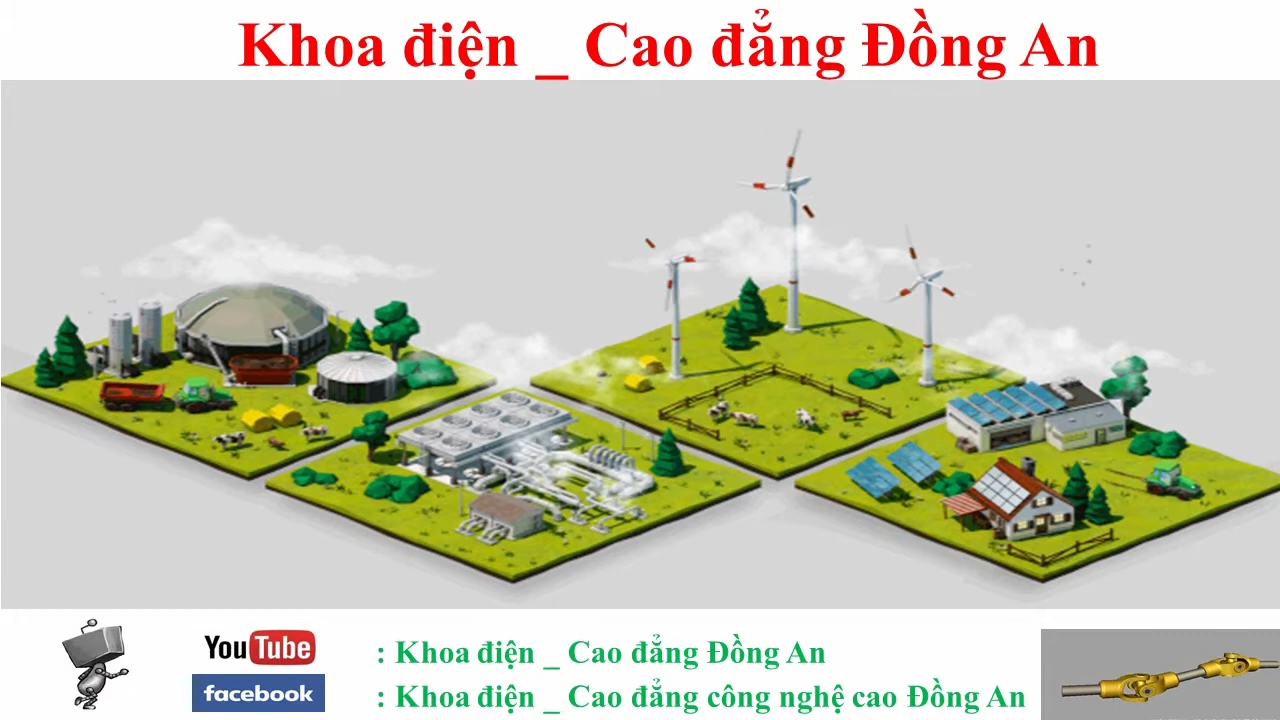 Khoa điện _ Cao đẳng Đồng An
YouTube : Khoa điện _ Cao đẳng Đồng An
facebook : Khoa điện _ Cao đẳng công nghệ cao Đồng An